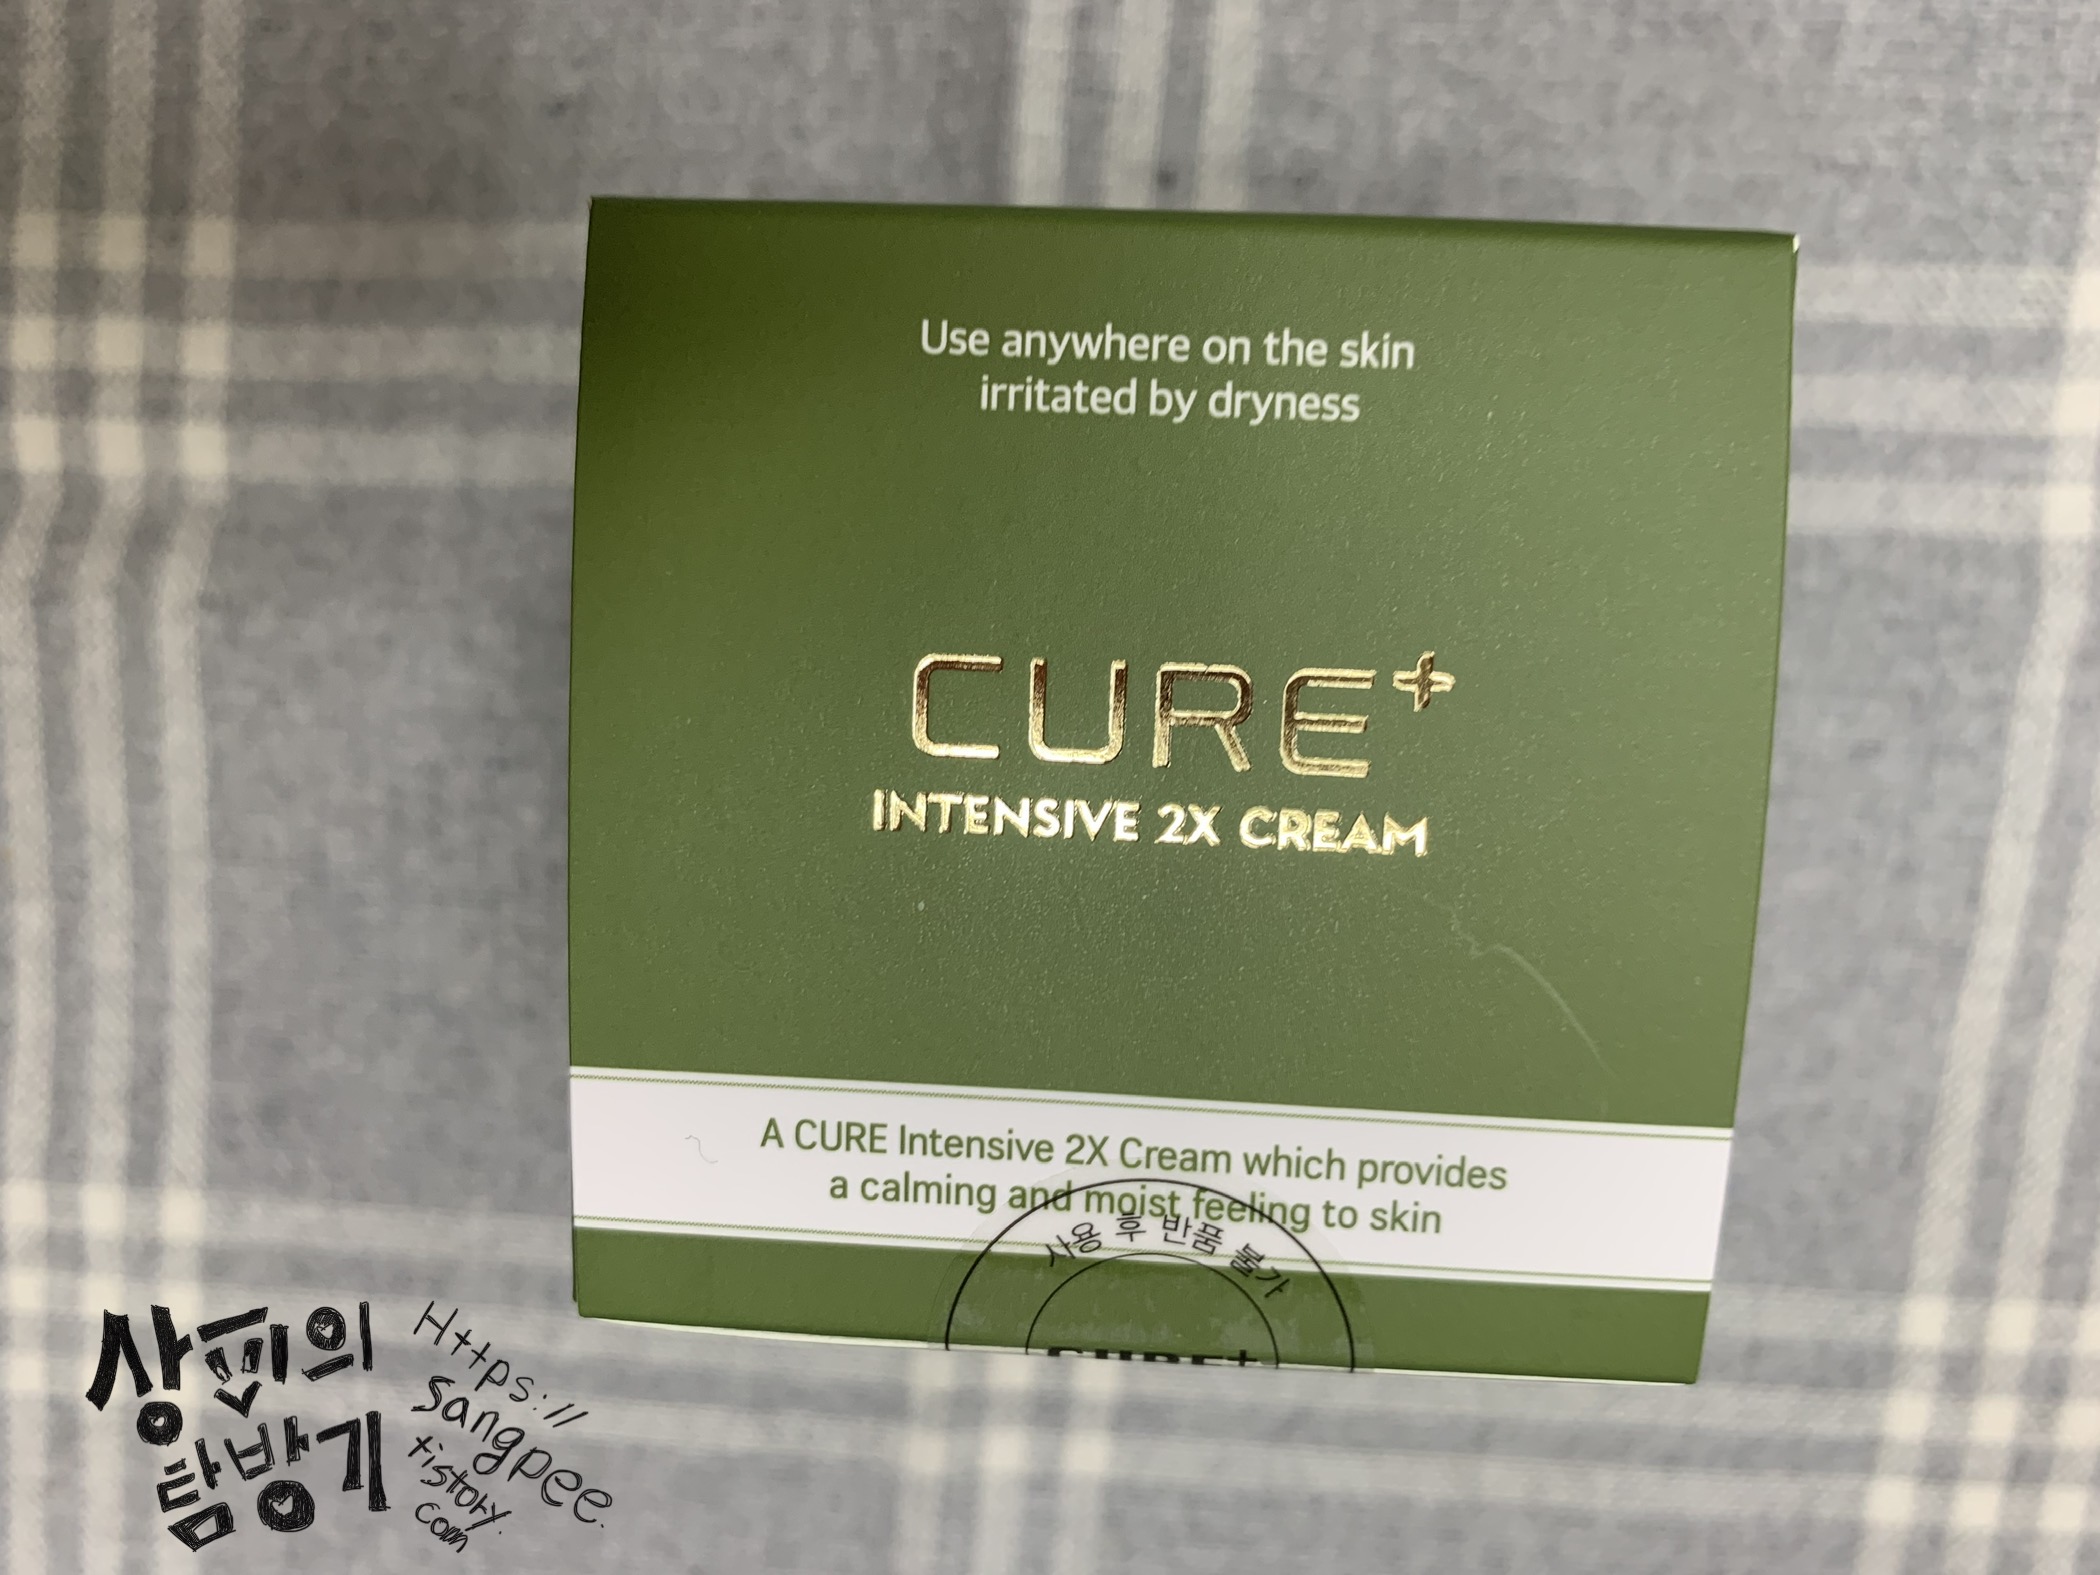 Use anywhere on the skin
irritated by dryness
CURE+
INTENSIVE 2X CREAM
A CURE Intensive 2X Cream which provides
a calming and moist feeling to skin
사용 후 반품 불가
CURE+
상피의
탐방기
Https://
sangpee.
tistory.
com